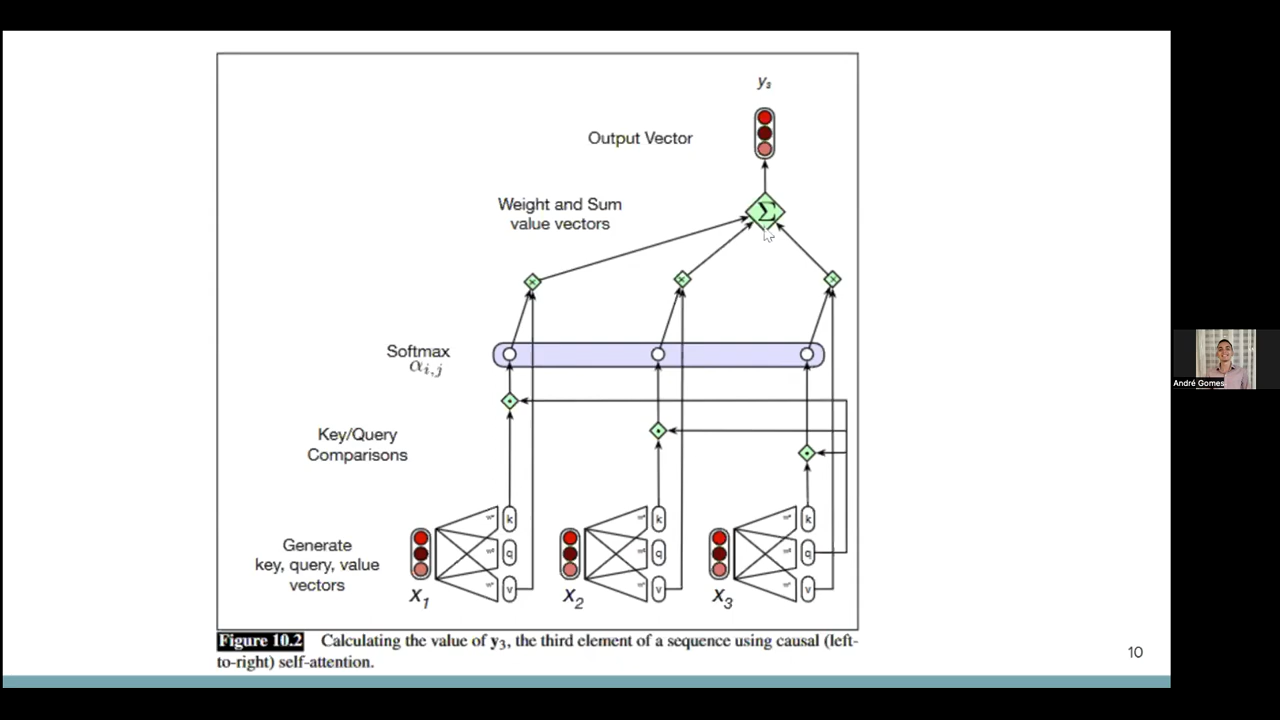 y₃
Output Vector
Σ
Weight and Sum
value vectors
× × ×
Softmax
αi,j
Key/Query
Comparisons
k k k
Generate
key, query, value
vectors
q q q
v v v
X₁ X₂ X₃
Figure 10.2 Calculating the value of y₃, the third element of a sequence using causal (left-
to-right) self-attention.
10
André Gomes